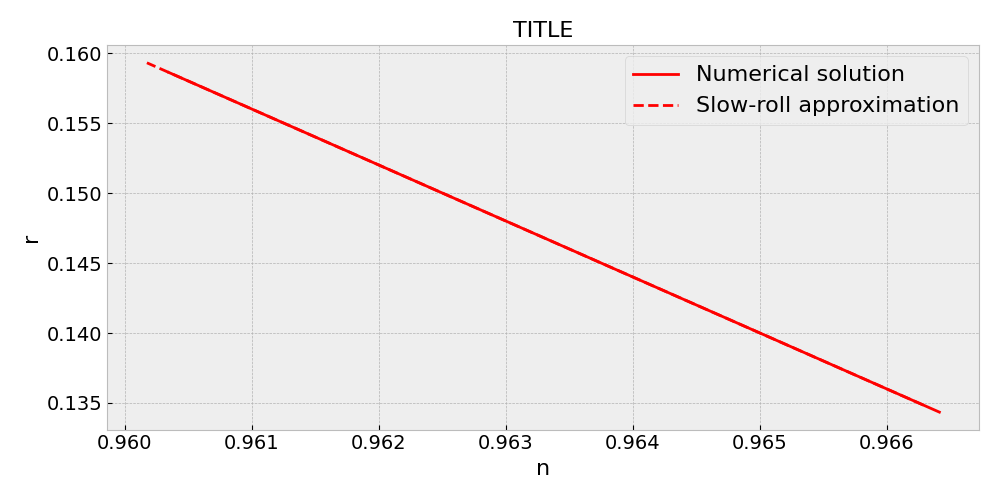 TITLE
0.160
0.155
0.150
0.145
0.140
0.135
r
Numerical solution
Slow-roll approximation
0.960 0.961 0.962 0.963 0.964 0.965 0.966
n